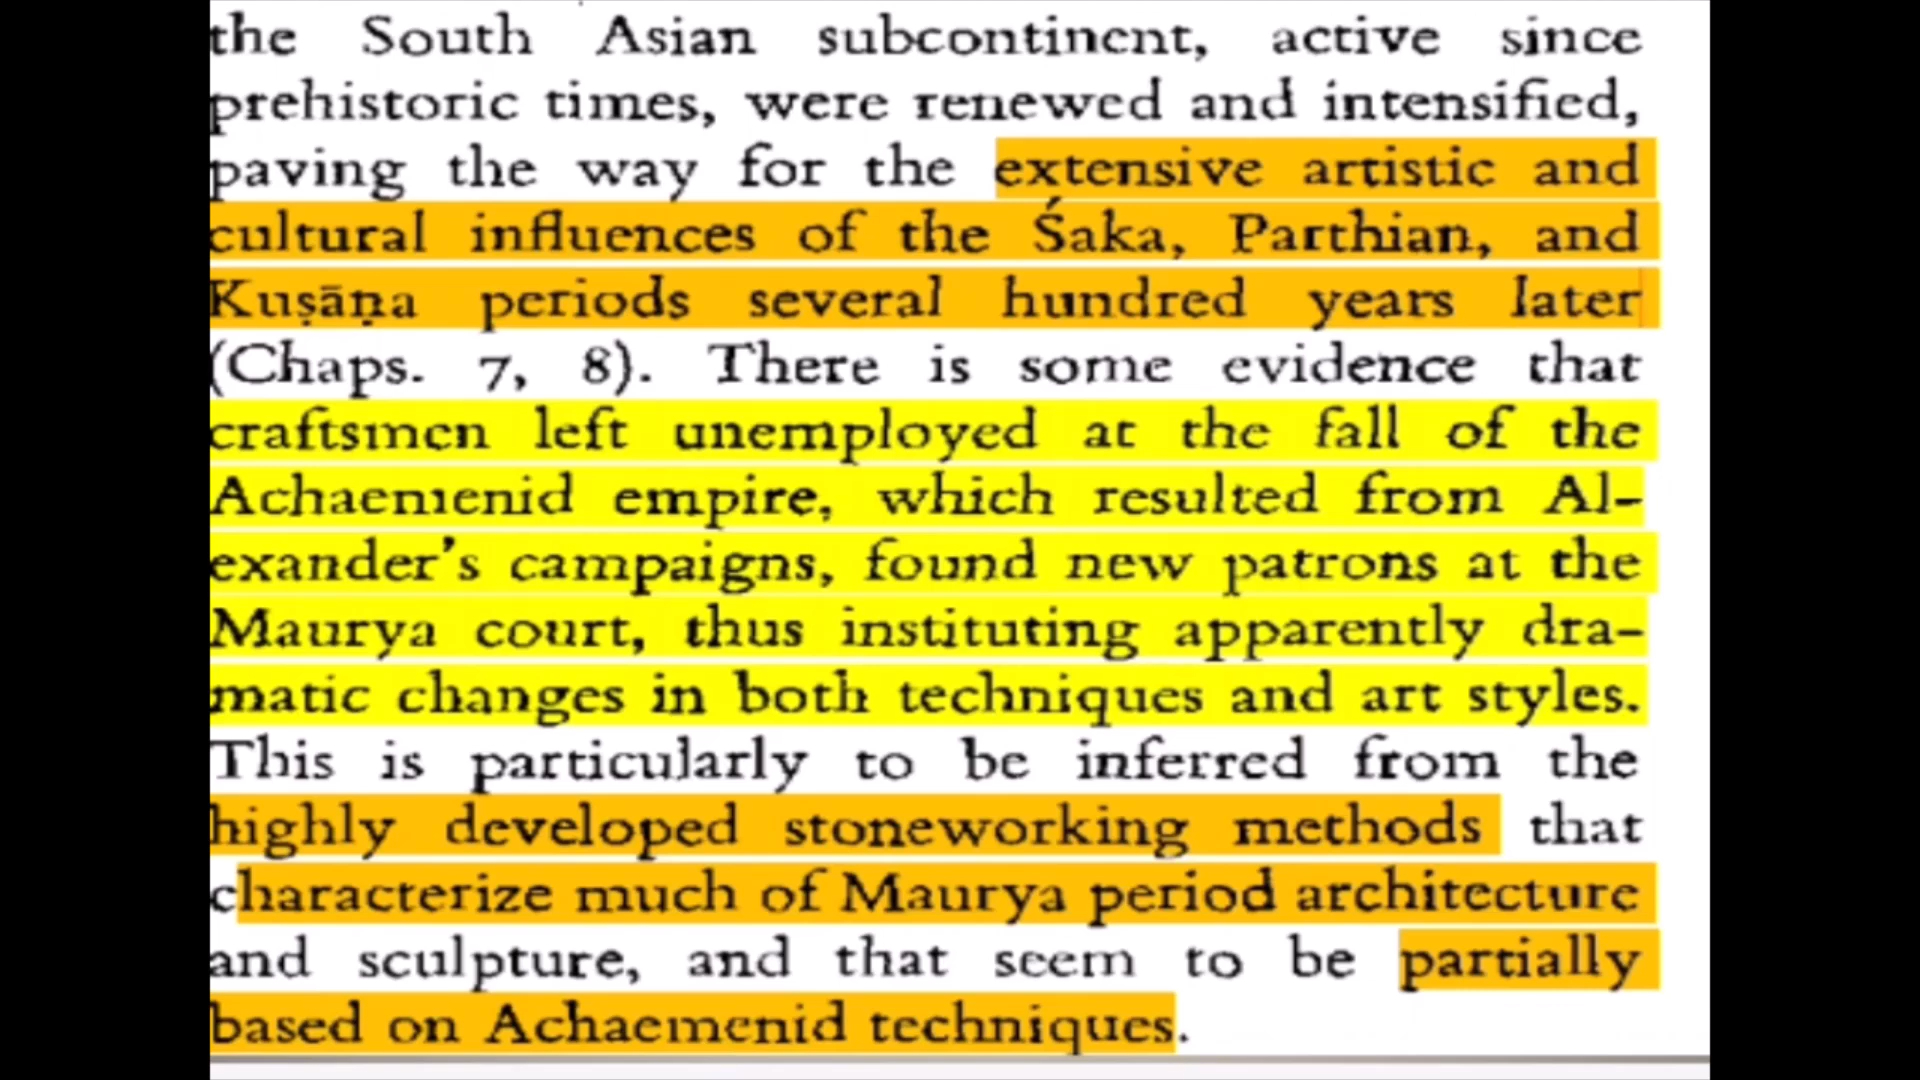 the South Asian subcontinent, active since
prehistoric times, were renewed and intensified,
paving the way for the extensive artistic and
cultural influences of the Śaka, Parthian, and
Kuṣāṇa periods several hundred years later
(Chaps. 7, 8). There is some evidence that
craftsmen left unemployed at the fall of the
Achaemenid empire, which resulted from Al-
exander's campaigns, found new patrons at the
Maurya court, thus instituting apparently dra-
matic changes in both techniques and art styles.
This is particularly to be inferred from the
highly developed stoneworking methods that
characterize much of Maurya period architecture
and sculpture, and that seem to be partially
based on Achaemenid techniques.